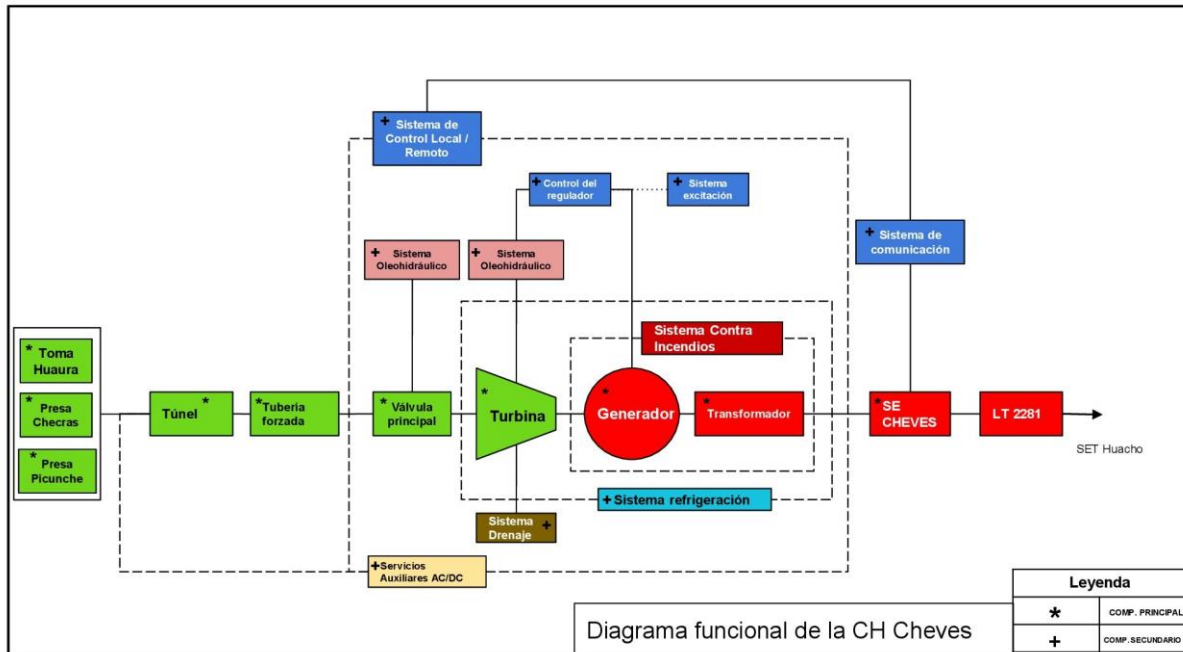 + Sistema de
Control Local /
Remoto
+ Control del
regulador
+ Sistema
excitación
+ Sistema
Oleohidráulico
+ Sistema
Oleohidráulico
+ Sistema de
comunicación
Sistema Contra
Incendios
* Toma
Huaura
* Presa
Checras
* Presa
Picunche
Túnel *
* Tuberia
forzada
* Válvula
principal
* Turbina
* Generador
* Transformador
* SE
CHEVES
LT 2281
SET Huacho
+ Sistema refrigeración
Sistema +
Drenaje
+ Servicios
Auxiliares AC/DC
Leyenda
* COMP. PRINCIPAL
+ COMP. SECUNDARIO
Diagrama funcional de la CH Cheves